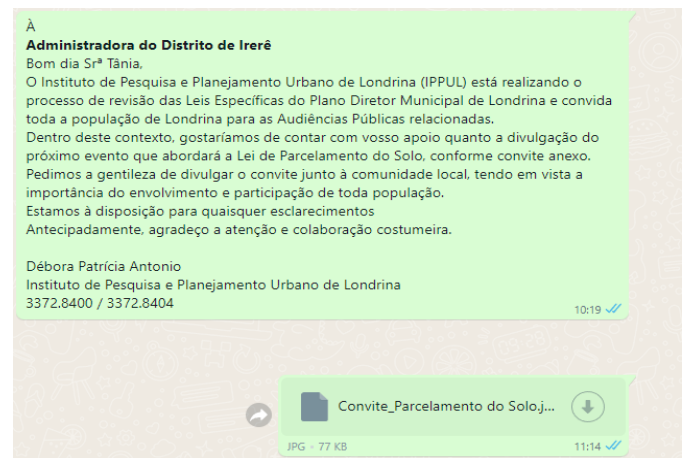 À
Administradora do Distrito de Irerê
Bom dia Srª Tânia,
O Instituto de Pesquisa e Planejamento Urbano de Londrina (IPPUL) está realizando o
processo de revisão das Leis Específicas do Plano Diretor Municipal de Londrina e convida
toda a população de Londrina para as Audiências Públicas relacionadas.
Dentro deste contexto, gostaríamos de contar com vosso apoio quanto a divulgação do
próximo evento que abordará a Lei de Parcelamento do Solo, conforme convite anexo.
Pedimos a gentileza de divulgar o convite junto à comunidade local, tendo em vista a
importância do envolvimento e participação de toda população.
Estamos à disposição para quaisquer esclarecimentos
Antecipadamente, agradeço a atenção e colaboração costumeira.
Débora Patrícia Antonio
Instituto de Pesquisa e Planejamento Urbano de Londrina
3372.8400 / 3372.8404
10:19
Convite_Parcelamento do Solo.j...
JPG · 77 KB
11:14